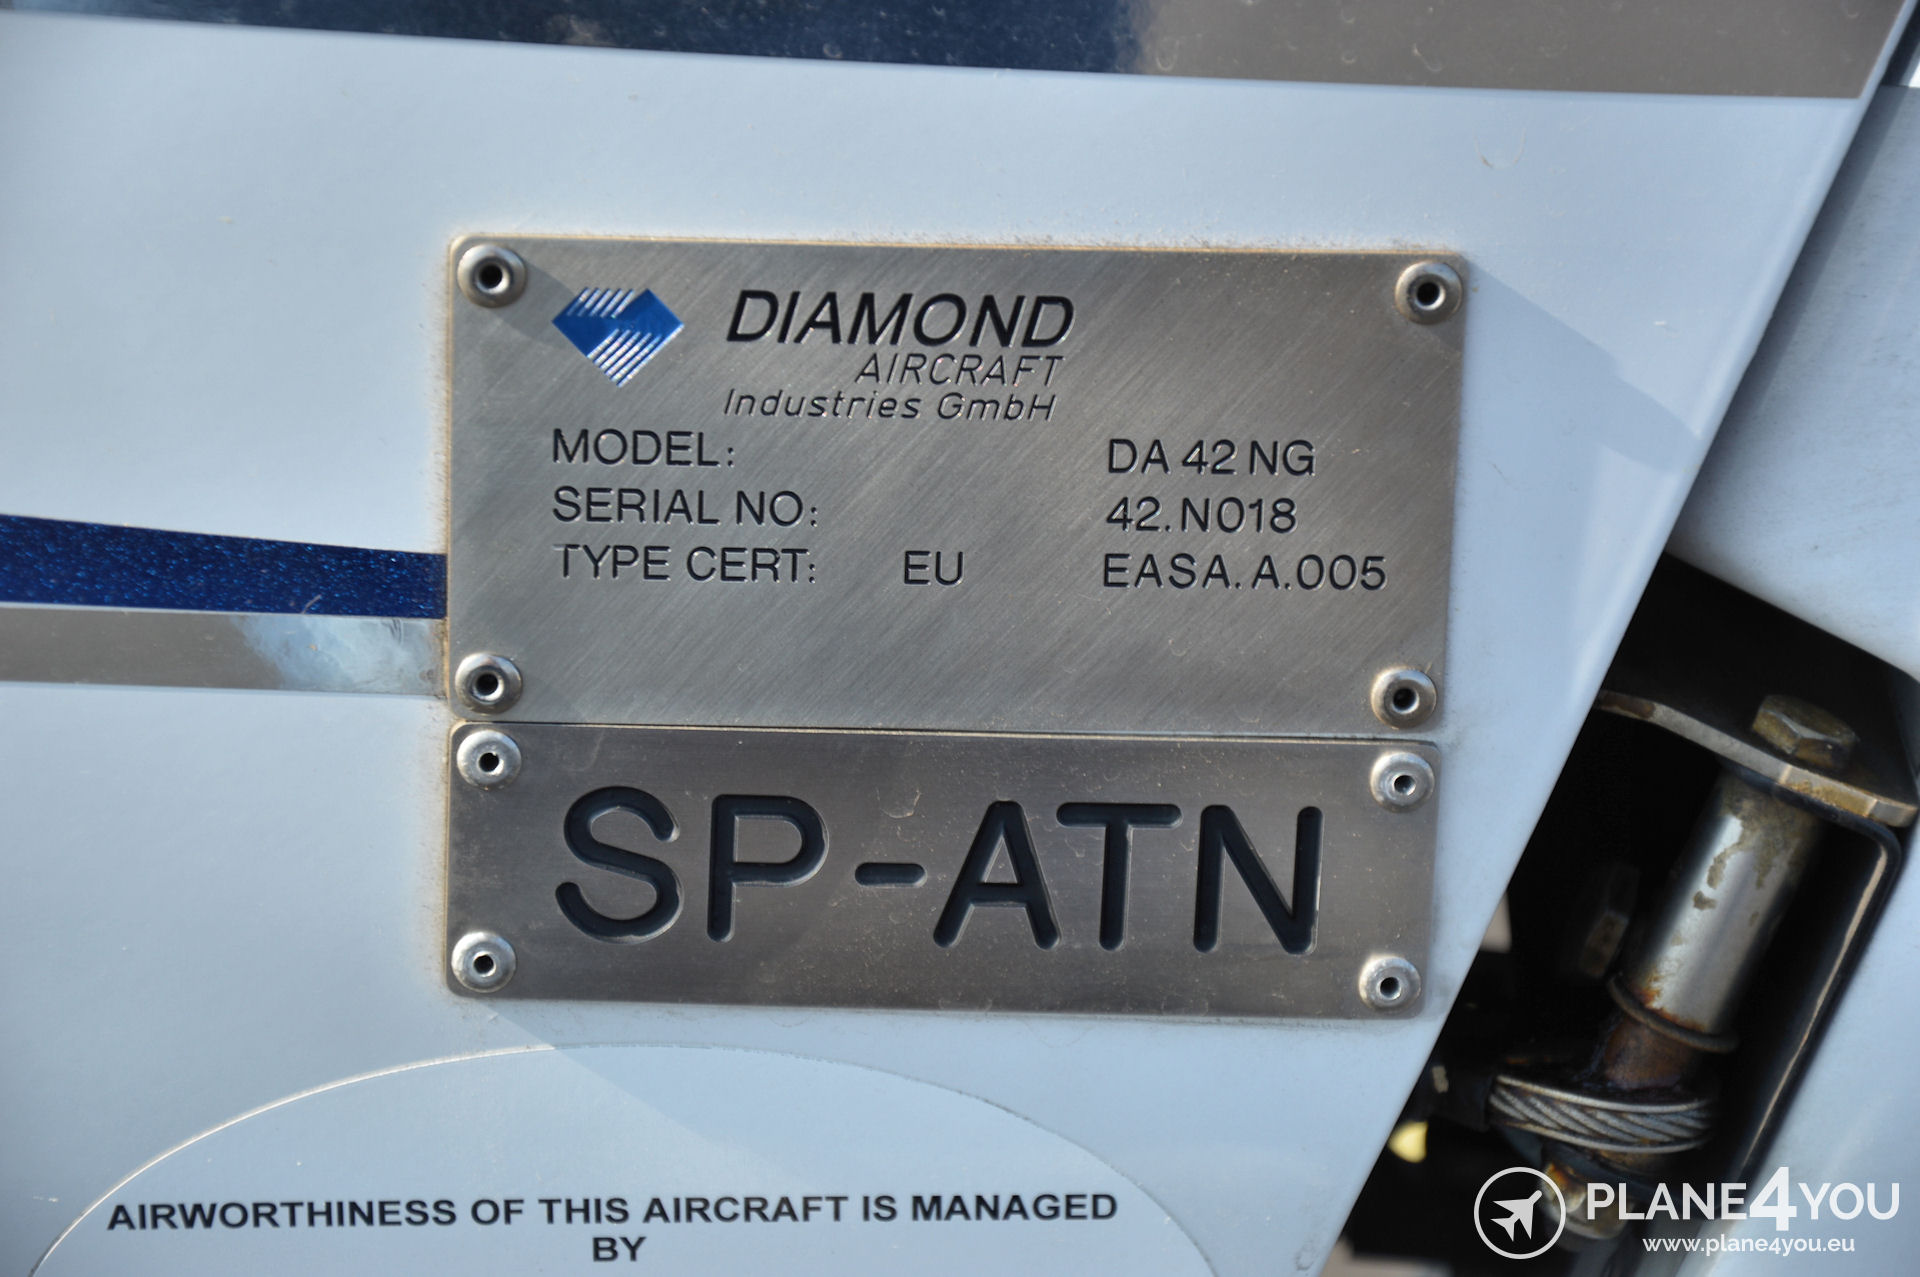 DIAMOND
AIRCRAFT
Industries GmbH
MODEL: DA 42 NG
SERIAL NO: 42.N018
TYPE CERT: EU EASA.A.005
SP-ATN
AIRWORTHINESS OF THIS AIRCRAFT IS MANAGED
BY
PLANE4YOU
www.plane4you.eu